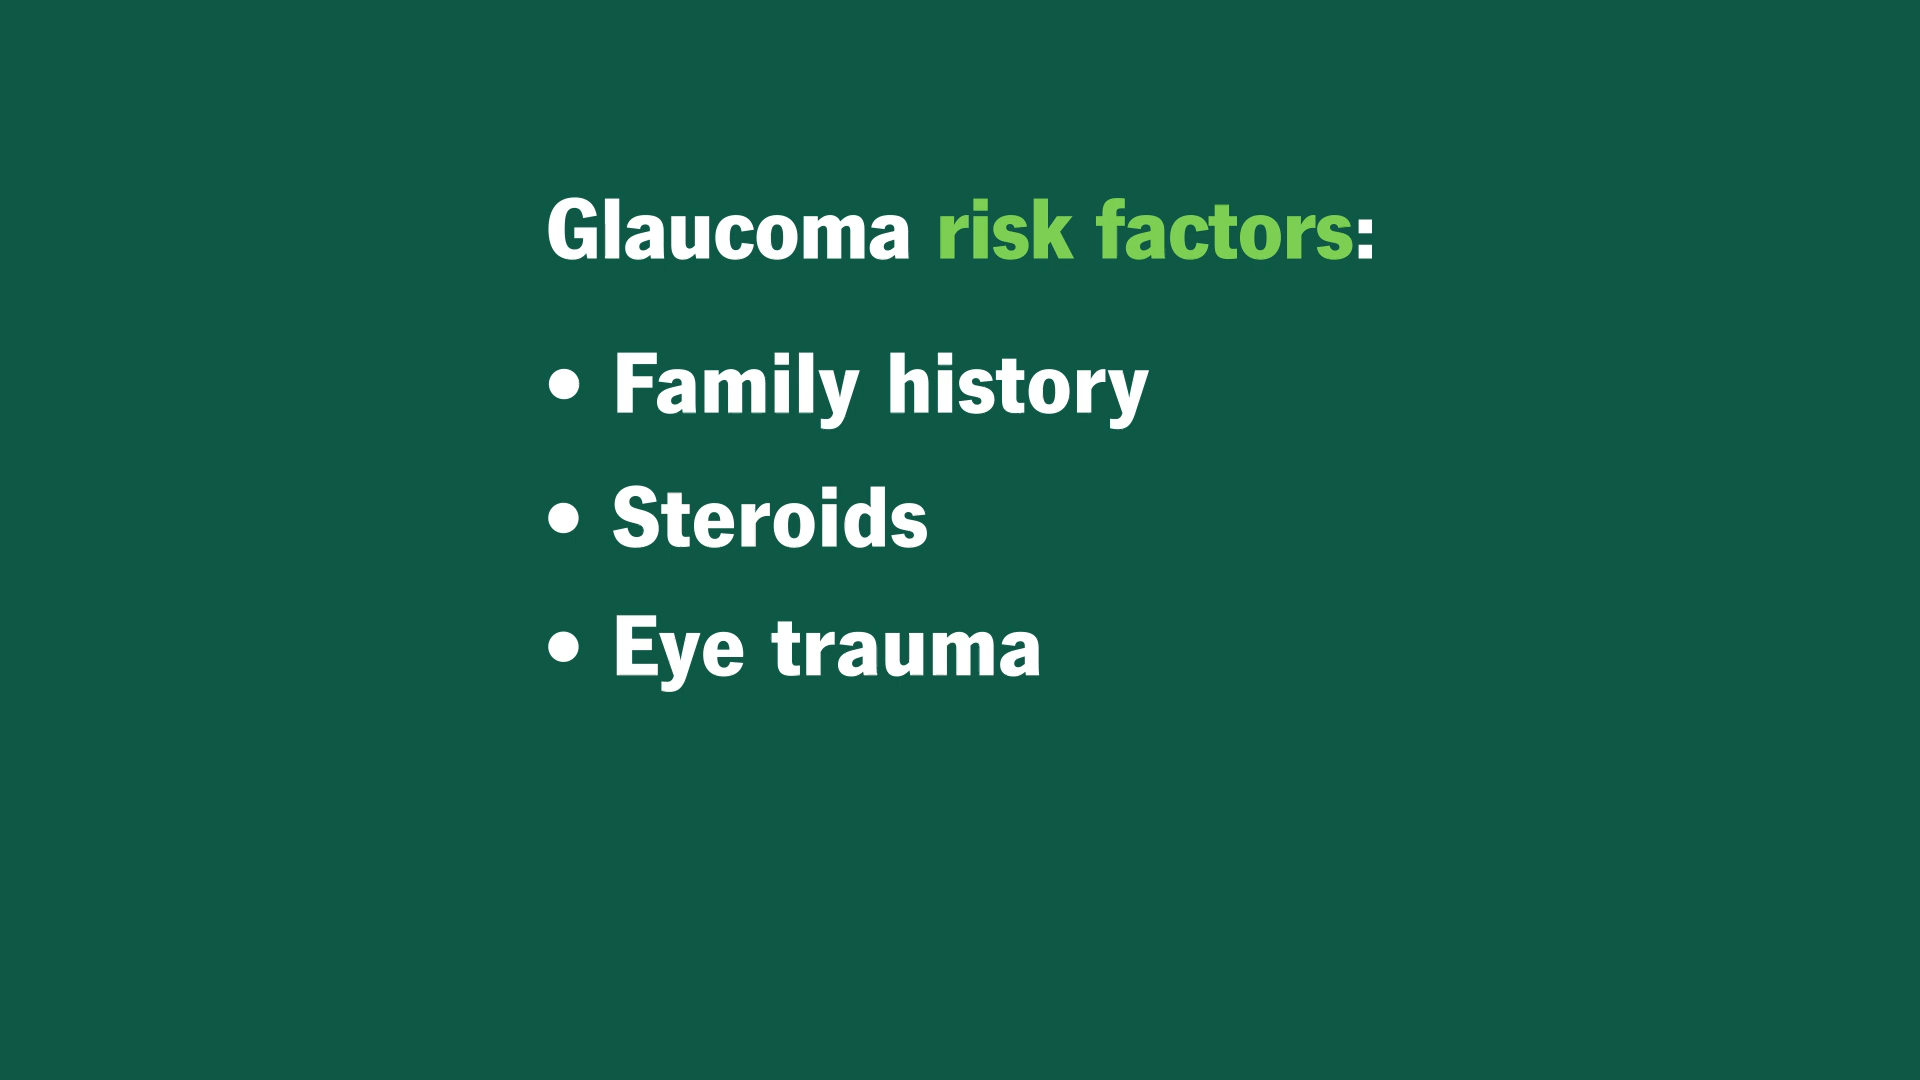 Glaucoma risk factors:
• Family history
• Steroids
• Eye trauma